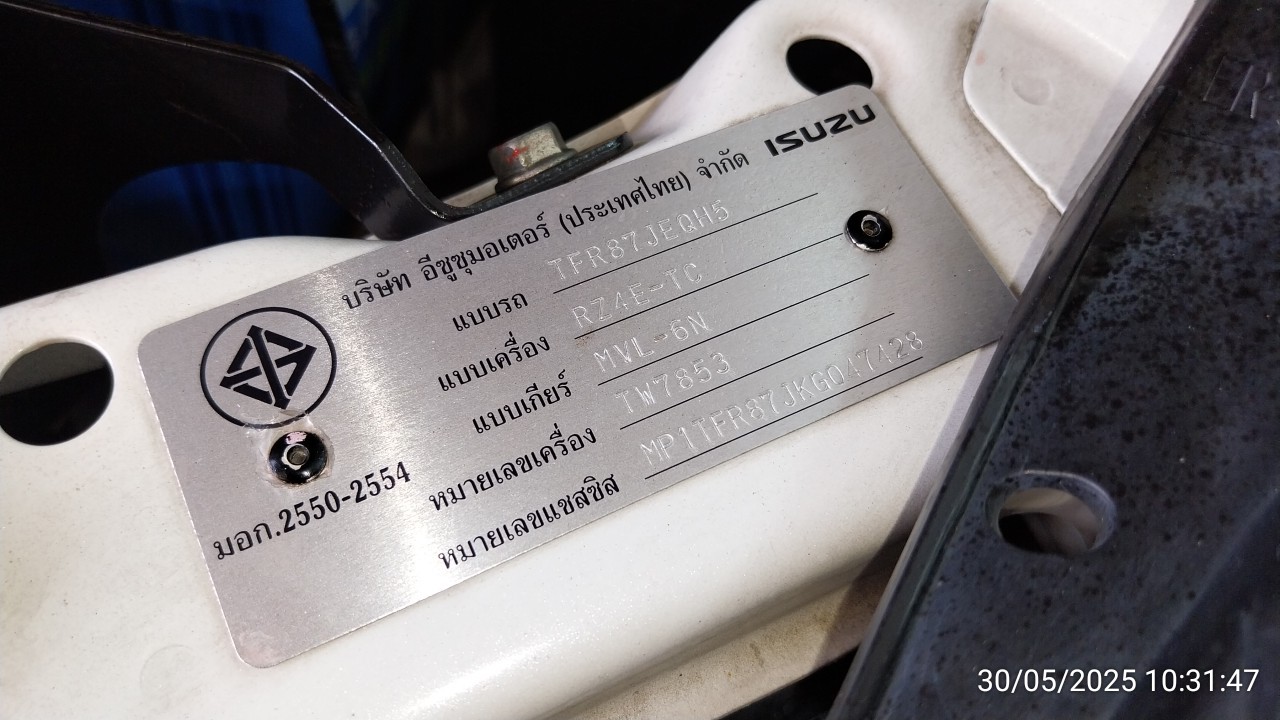 บริษัท อีซูซุมอเตอร์ (ประเทศไทย) จำกัด ISUZU
แบบรถ TFR87JEQH5
แบบเครื่อง RZ4E-TC
แบบเกียร์ MVL-6N
หมายเลขเครื่อง TW7853
หมายเลขแชสซิส MP1TFR87JKG047428
มอก.2550-2554
30/05/2025 10:31:47